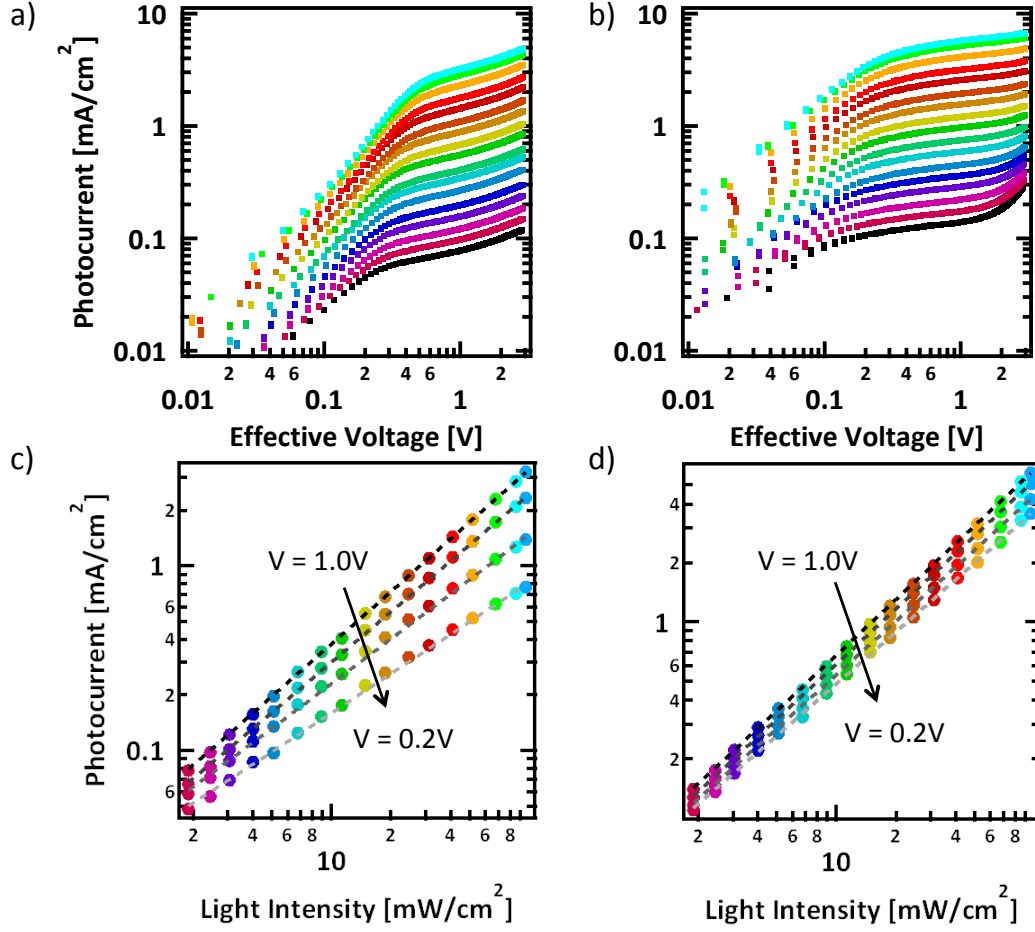 a)
Photocurrent [mA/cm²]
10
1
0.1
0.01
2 4 6 2 4 6 2
0.01 0.1 1
Effective Voltage [V]
b)
10
1
0.1
0.01
2 4 6 2 4 6 2
0.01 0.1 1
Effective Voltage [V]
c)
Photocurrent [mA/cm²]
2
1
6
4
2
0.1
6
V = 1.0V
V = 0.2V
2 4 6 8 2 4 6 8
10
Light Intensity [mW/cm²]
d)
4
2
1
6
4
2
V = 1.0V
V = 0.2V
2 4 6 8 2 4 6 8
10
Light Intensity [mW/cm²]